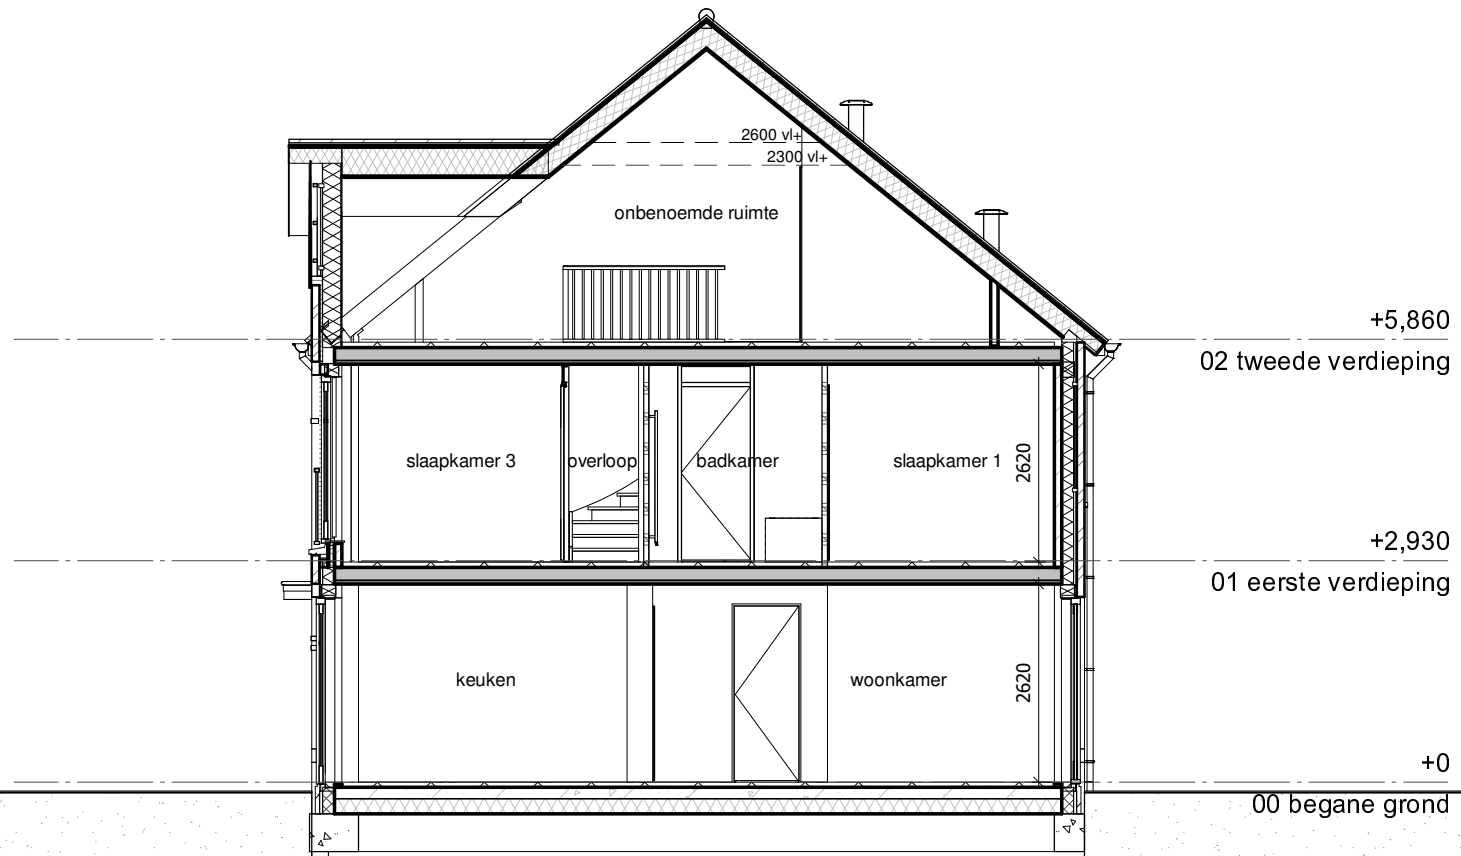 2600 vl+
2300 vl+
onbenoemde ruimte
+5,860
02 tweede verdieping
slaapkamer 3
overloop
badkamer
slaapkamer 1
2620
+2,930
01 eerste verdieping
keuken
woonkamer
2620
+0
00 begane grond